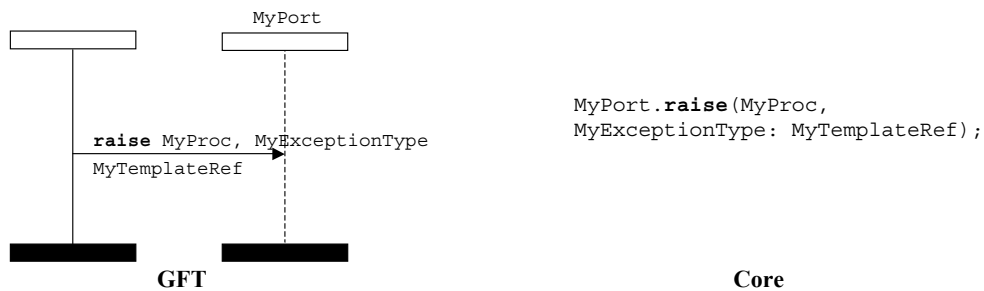 MyPort
raise MyProc, MyExceptionType
MyTemplateRef
MyPort.raise(MyProc,
MyExceptionType: MyTemplateRef);
GFT
Core